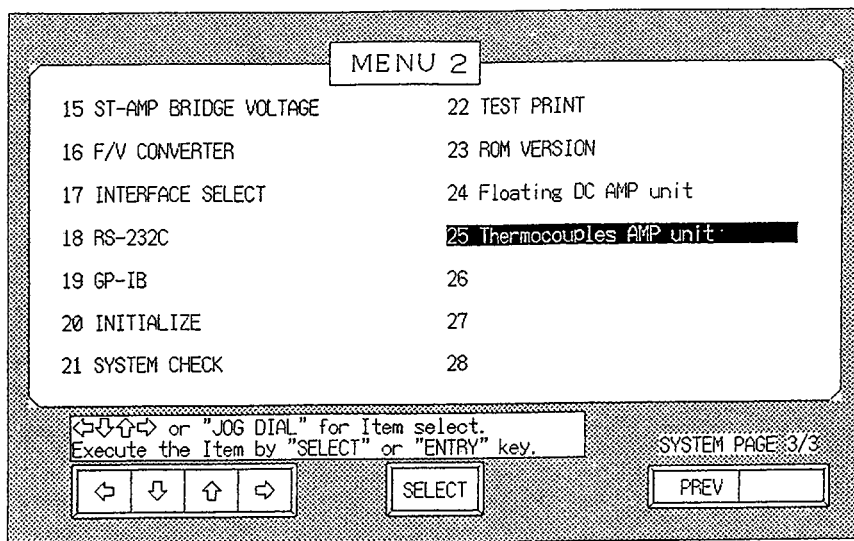 MENU 2
15 ST-AMP BRIDGE VOLTAGE
16 F/V CONVERTER
17 INTERFACE SELECT
18 RS-232C
19 GP-IB
20 INITIALIZE
21 SYSTEM CHECK
22 TEST PRINT
23 ROM VERSION
24 Floating DC AMP unit
25 Thermocouples AMP unit
26
27
28
⇦⇩⇧⇨ or "JOG DIAL" for Item select.
Execute the Item by "SELECT" or "ENTRY" key.
SYSTEM PAGE 3/3
⇦ ⇩ ⇧ ⇨
SELECT
PREV